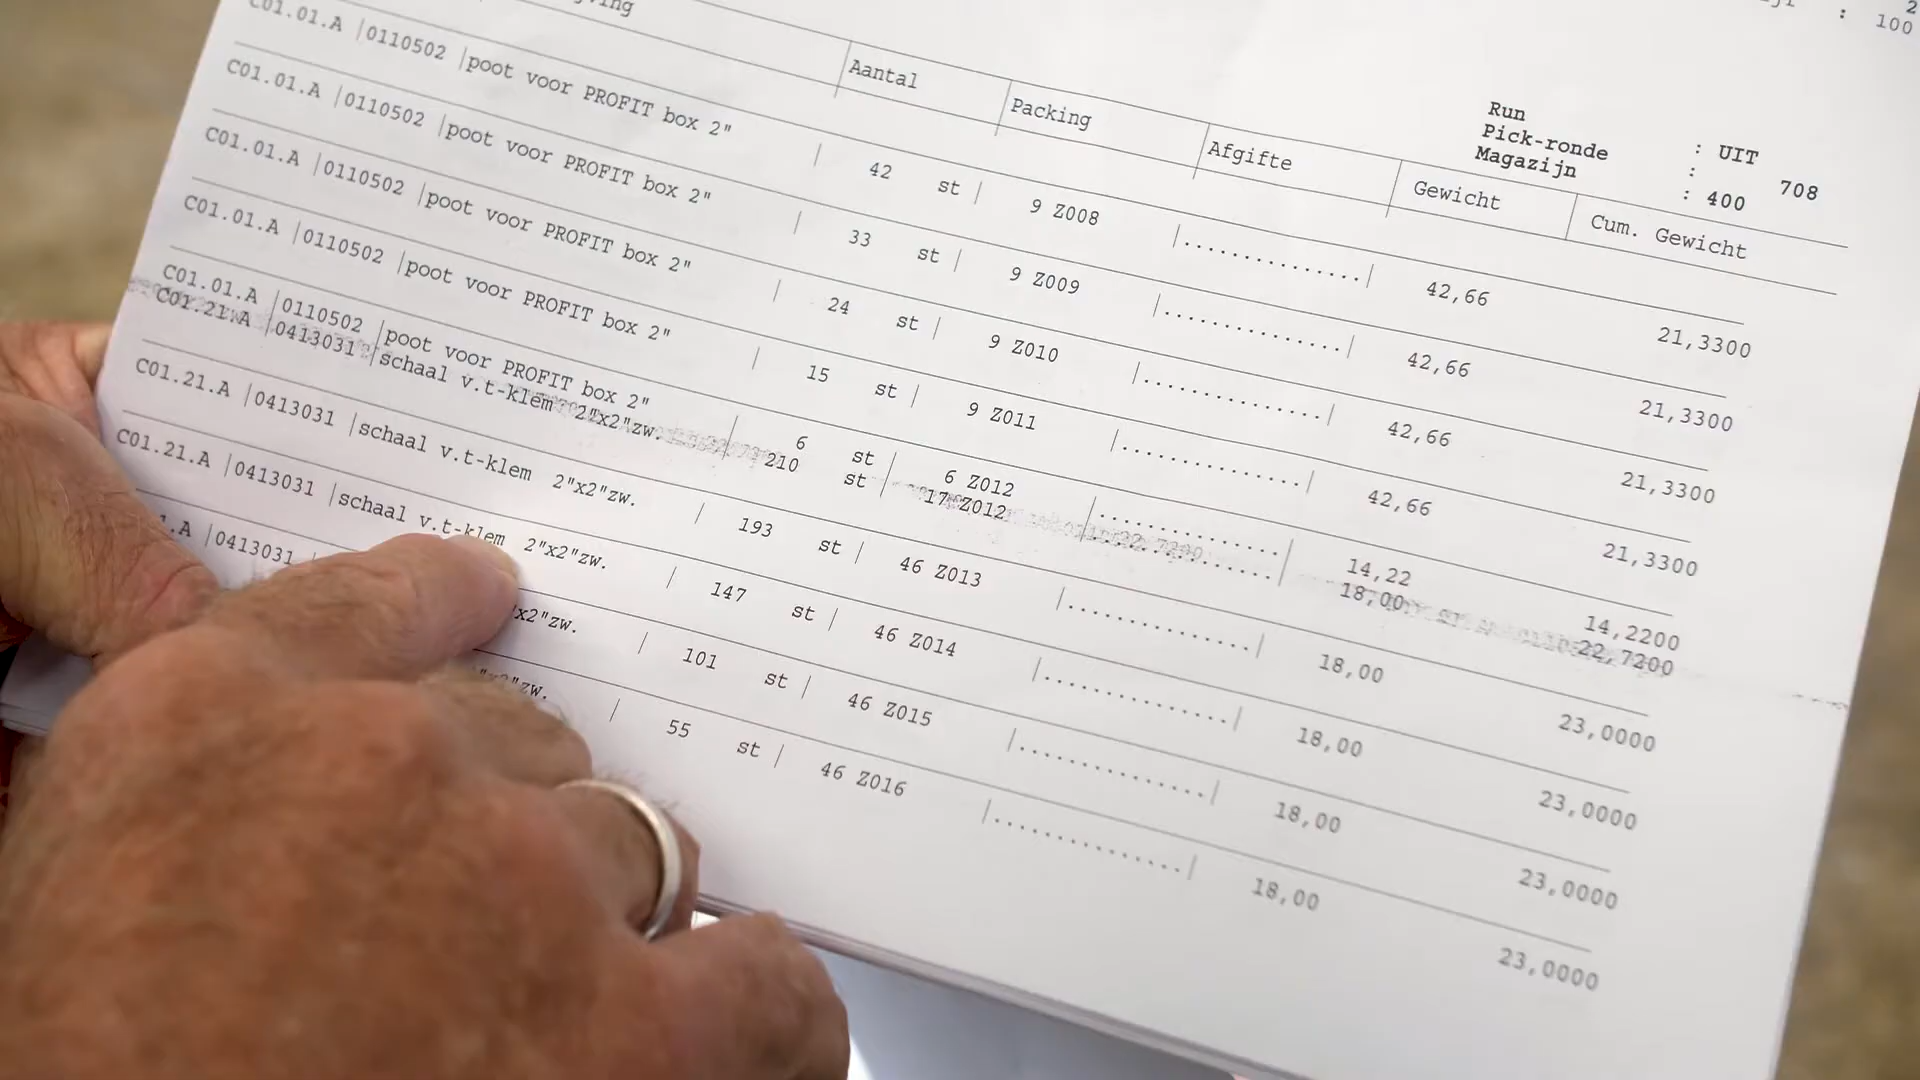 : 100
Run : UIT
Pick-ronde : 708
Magazijn : 400
Aantal Packing Afgifte Gewicht Cum. Gewicht
C01.01.A |0110502 |poot voor PROFIT box 2" | 42 st | 9 Z008 |..............| 42,66 21,3300
C01.01.A |0110502 |poot voor PROFIT box 2" | 33 st | 9 Z009 |..............| 42,66 21,3300
C01.01.A |0110502 |poot voor PROFIT box 2" | 24 st | 9 Z010 |..............| 42,66 21,3300
C01.01.A |0110502 |poot voor PROFIT box 2" | 15 st | 9 Z011 |..............| 42,66 21,3300
C01.01.A |0110502 |poot voor PROFIT box 2" | 6 st | 6 Z012 |..............| 14,22 14,2200
C01.21.A |0413031 |schaal v.t-klem 2"x2"zw. | 210 st | 17 Z012 |..............| 18,00 22,7200
C01.21.A |0413031 |schaal v.t-klem 2"x2"zw. | 193 st | 46 Z013 |..............| 18,00 23,0000
C01.21.A |0413031 |schaal v.t-klem 2"x2"zw. | 147 st | 46 Z014 |..............| 18,00 23,0000
.A |0413031 x2"zw. | 101 st | 46 Z015 |..............| 18,00 23,0000
"zw. | 55 st | 46 Z016 |..............| 18,00 23,0000